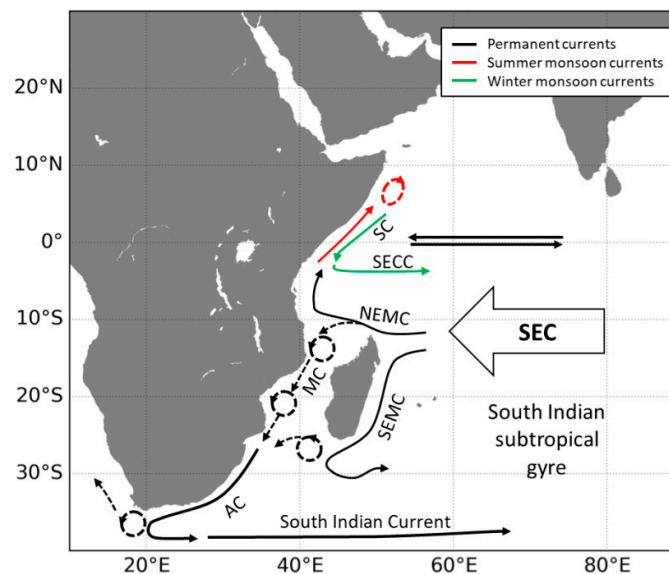 Permanent currents
Summer monsoon currents
Winter monsoon currents
20°N
10°N
0°
10°S
20°S
30°S
20°E
40°E
60°E
80°E
SC
SECC
NEMC
SEC
MC
SEMC
South Indian
subtropical
gyre
AC
South Indian Current